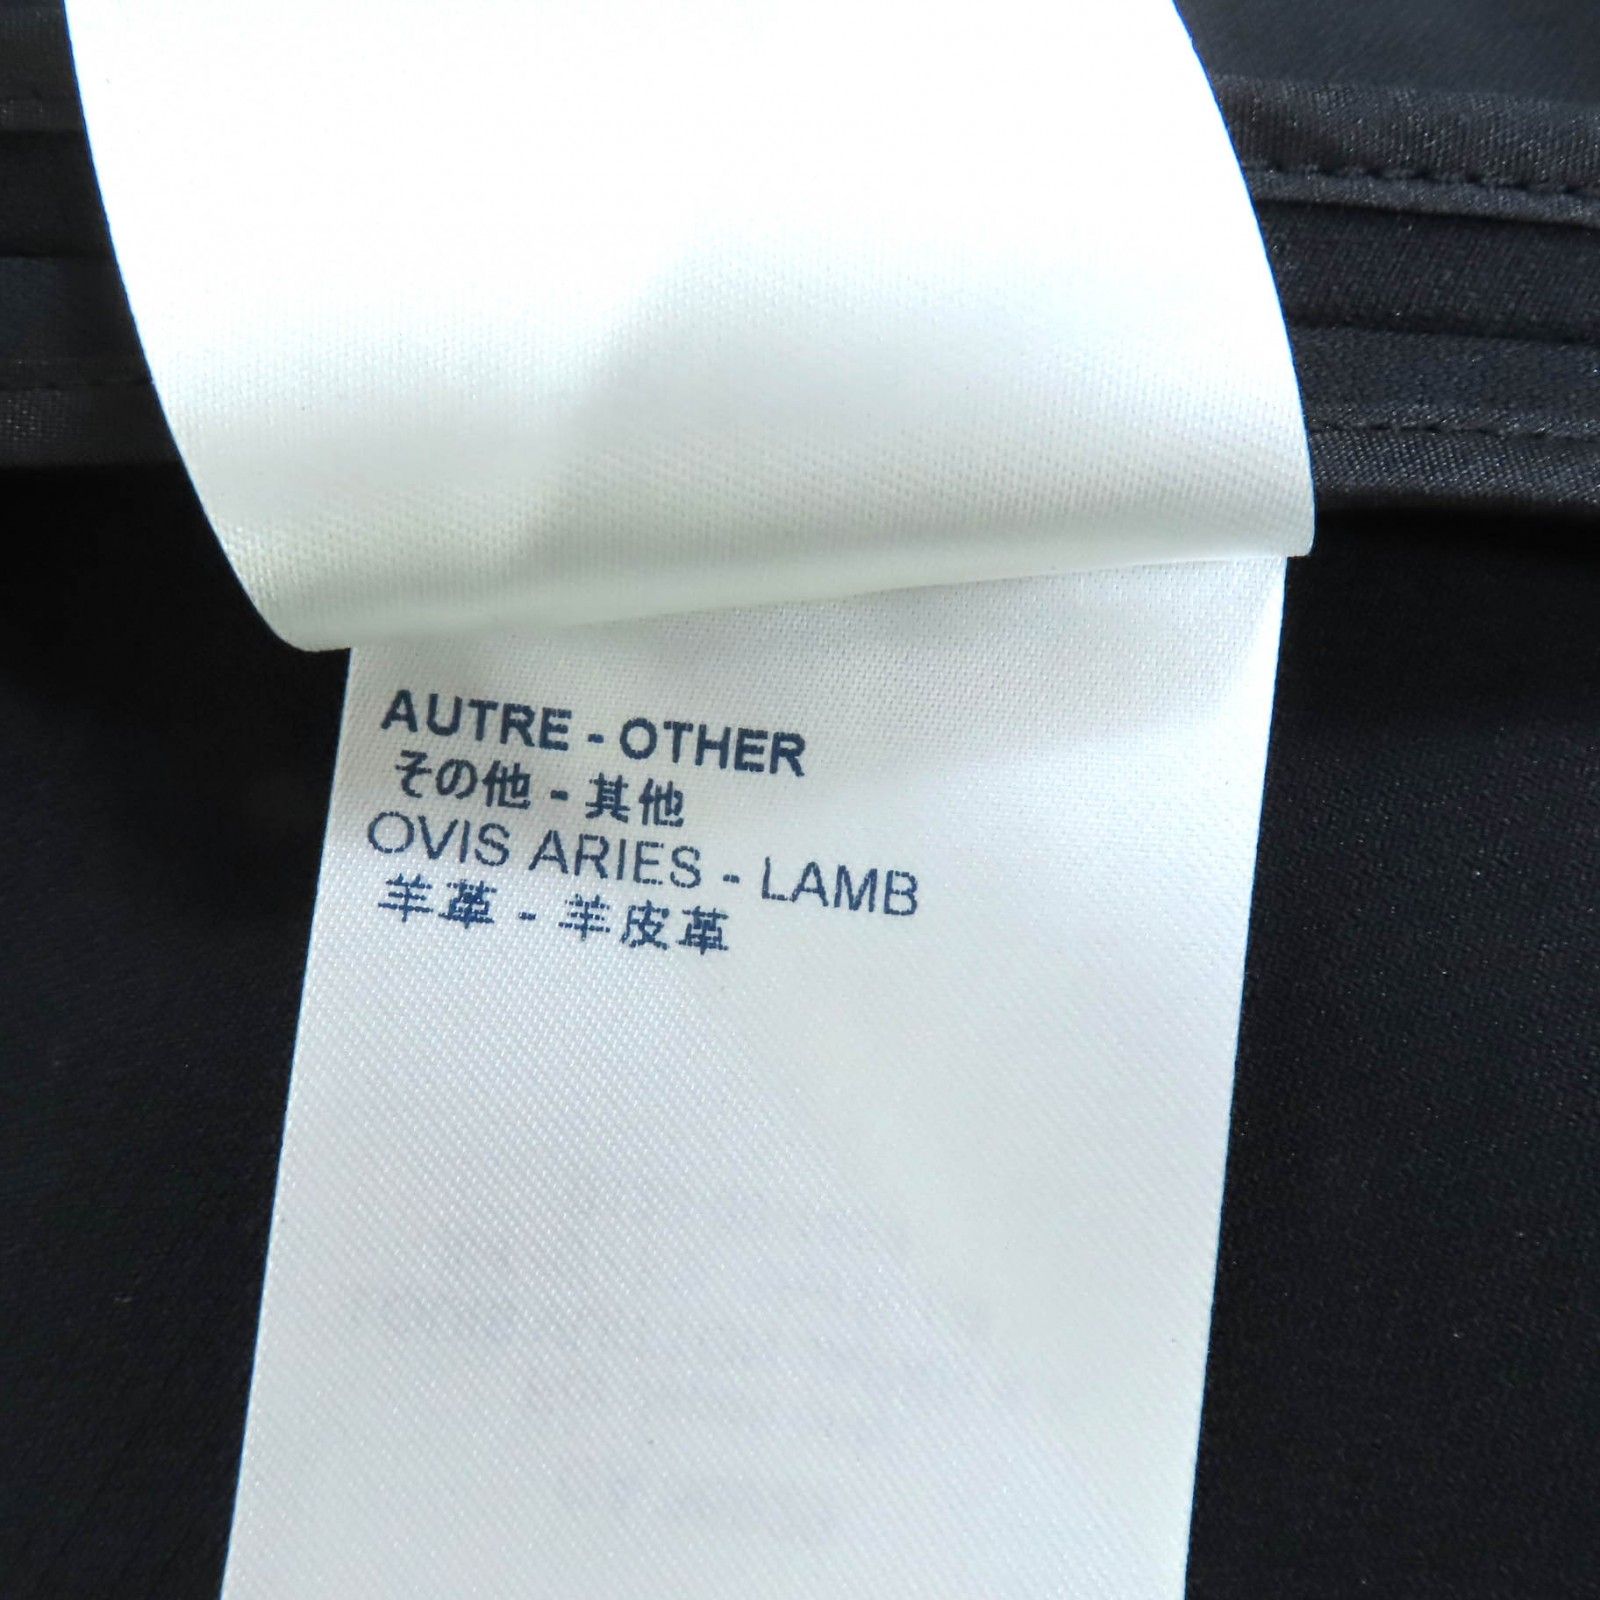 AUTRE - OTHER
その他 - 其他
OVIS ARIES - LAMB
羊革 - 羊皮革